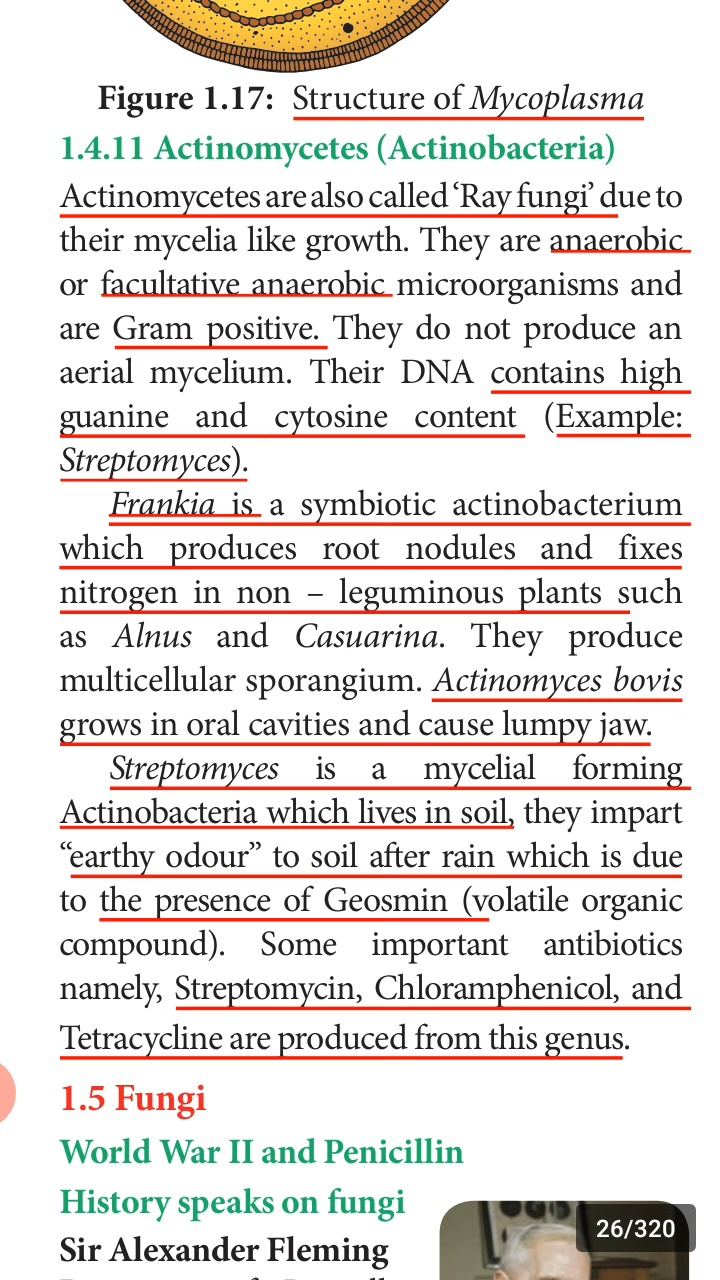 Figure 1.17: Structure of Mycoplasma
1.4.11 Actinomycetes (Actinobacteria)
Actinomycetes are also called ‘Ray fungi’ due to
their mycelia like growth. They are anaerobic
or facultative anaerobic microorganisms and
are Gram positive. They do not produce an
aerial mycelium. Their DNA contains high
guanine and cytosine content (Example:
Streptomyces).
Frankia is a symbiotic actinobacterium
which produces root nodules and fixes
nitrogen in non – leguminous plants such
as Alnus and Casuarina. They produce
multicellular sporangium. Actinomyces bovis
grows in oral cavities and cause lumpy jaw.
Streptomyces is a mycelial forming
Actinobacteria which lives in soil, they impart
“earthy odour” to soil after rain which is due
to the presence of Geosmin (volatile organic
compound). Some important antibiotics
namely, Streptomycin, Chloramphenicol, and
Tetracycline are produced from this genus.
1.5 Fungi
World War II and Penicillin
History speaks on fungi
26/320
Sir Alexander Fleming